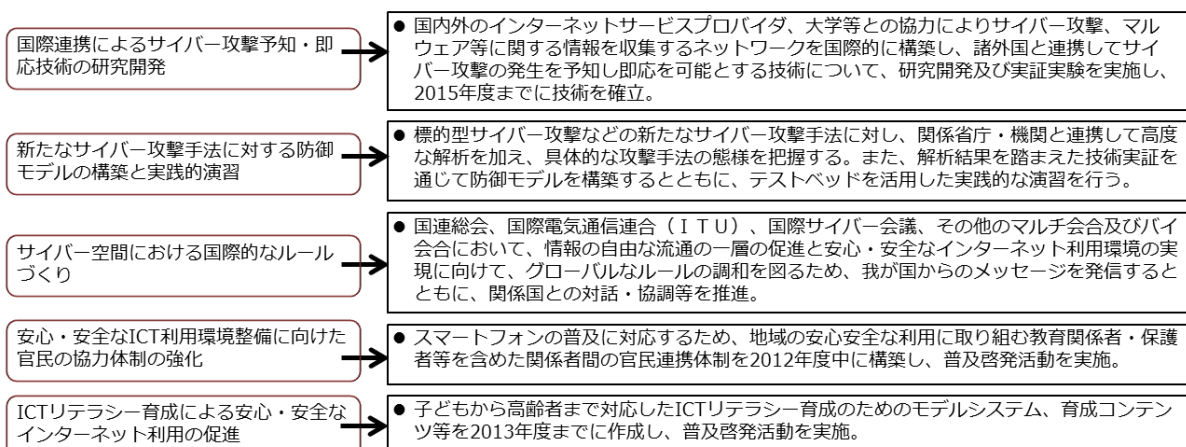 国際連携によるサイバー攻撃予知・即
応技術の研究開発
● 国内外のインターネットサービスプロバイダ、大学等との協力によりサイバー攻撃、マル
ウェア等に関する情報を収集するネットワークを国際的に構築し、諸外国と連携してサイ
バー攻撃の発生を予知し即応を可能とする技術について、研究開発及び実証実験を実施し、
2015年度までに技術を確立。
新たなサイバー攻撃手法に対する防御
モデルの構築と実践的演習
● 標的型サイバー攻撃などの新たなサイバー攻撃手法に対し、関係省庁・機関と連携して高度
な解析を加え、具体的な攻撃手法の態様を把握する。また、解析結果を踏まえた技術実証を
通じて防御モデルを構築するとともに、テストベッドを活用した実践的な演習を行う。
サイバー空間における国際的なルール
づくり
● 国連総会、国際電気通信連合（ＩＴＵ）、国際サイバー会議、その他のマルチ会合及びバイ
会合において、情報の自由な流通の一層の促進と安心・安全なインターネット利用環境の実
現に向けて、グローバルなルールの調和を図るため、我が国からのメッセージを発信すると
ともに、関係国との対話・協調等を推進。
安心・安全なICT利用環境整備に向けた
官民の協力体制の強化
● スマートフォンの普及に対応するため、地域の安心安全な利用に取り組む教育関係者・保護
者等を含めた関係者間の官民連携体制を2012年度中に構築し、普及啓発活動を実施。
ICTリテラシー育成による安心・安全な
インターネット利用の促進
● 子どもから高齢者まで対応したICTリテラシー育成のためのモデルシステム、育成コンテン
ツ等を2013年度までに作成し、普及啓発活動を実施。